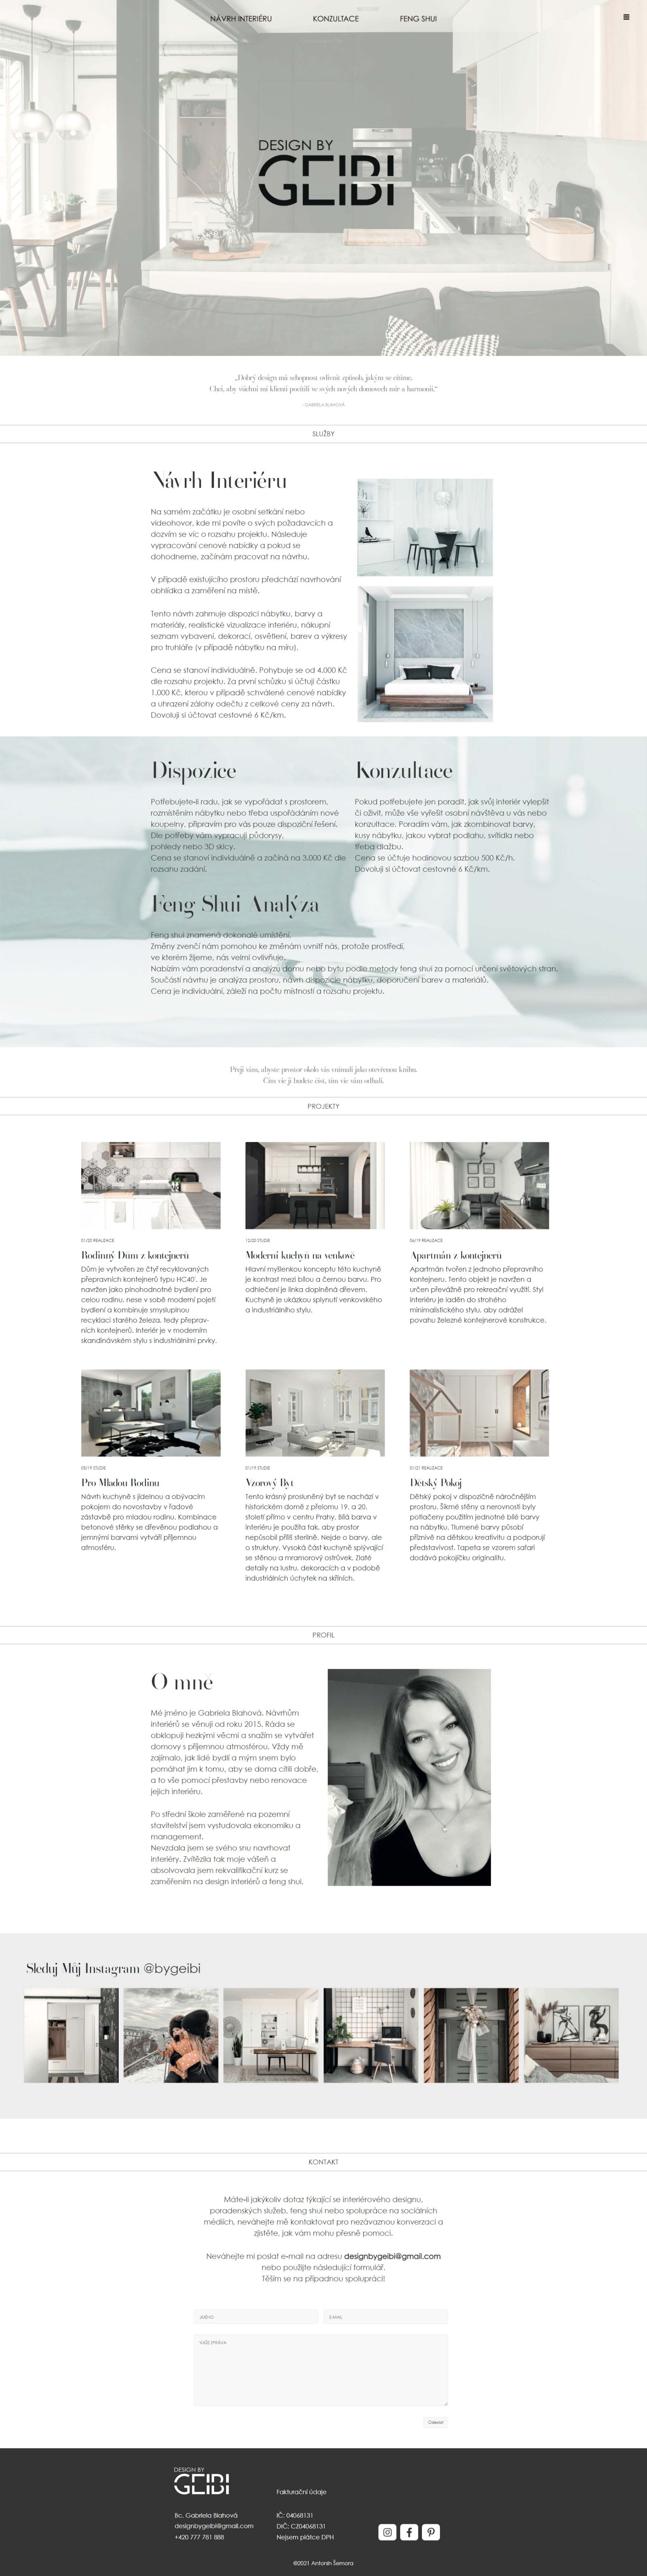 NÁVRH INTERIÉRU KONZULTACE FENG SHUI
DESIGN BY
GEIBI
„Dobrý design má schopnost ovlivnit způsob, jakým se cítíme.
Chci, aby všichni mí klienti pocítili ve svých nových domovech mír a harmonii.“
- GABRIELA BLAHOVÁ
SLUŽBY
Návrh Interiéru
Na samém začátku je osobní setkání nebo
videohovor, kde mi povíte o svých požadavcích a
dozvím se víc o rozsahu projektu. Následuje
vypracování cenové nabídky a pokud se
dohodneme, začínám pracovat na návrhu.
V případě existujícího prostoru předchází navrhování
obhlídka a zaměření na místě.
Tento návrh zahrnuje dispozici nábytku, barvy a
materiály, realistické vizualizace interiéru, nákupní
seznam vybavení, dekorací, osvětlení, barev a výkresy
pro truhláře (v případě nábytku na míru).
Cena se stanoví individuálně. Pohybuje se od 4.000 Kč
dle rozsahu projektu. Za první schůzku si účtuji částku
1.000 Kč, kterou v případě schválené cenové nabídky
a uhrazení zálohy odečtu z celkové ceny za návrh.
Dovoluji si účtovat cestovné 6 Kč/km.
Dispozice
Potřebujete-li radu, jak se vypořádat s prostorem,
rozmístěním nábytku nebo třeba uspořádáním nové
koupelny, připravím pro vás pouze dispoziční řešení.
Dle potřeby vám vypracuji půdorysy,
pohledy nebo 3D skicy.
Cena se stanoví individuálně a začíná na 3.000 Kč dle
rozsahu zadání.
Konzultace
Pokud potřebujete jen poradit, jak svůj interiér vylepšit
či oživit, může vše vyřešit osobní návštěva u vás nebo
konzultace. Poradím vám, jak zkombinovat barvy,
kusy nábytku, jakou vybrat podlahu, svítidla nebo
třeba dlažbu.
Cena se účtuje hodinovou sazbou 500 Kč/h.
Dovoluji si účtovat cestovné 6 Kč/km.
Feng Shui Analýza
Feng shui znamená dokonalé umístění.
Změny zvenčí nám pomohou ke změnám uvnitř nás, protože prostředí,
ve kterém žijeme, nás velmi ovlivňuje.
Nabízím vám poradenství a analýzu domu nebo bytu podle metody feng shui za pomocí určení světových stran.
Součástí návrhu je analýza prostoru, návrh dispozice nábytku, doporučení barev a materiálů.
Cena je individuální, záleží na počtu místností a rozsahu projektu.
Přeji vám, abyste prostor okolo vás vnímali jako otevřenou knihu.
Čím víc ji budete číst, tím víc vám odhalí.
PROJEKTY
01/20 REALIZACE
Rodinný Dům z kontejnerů
Dům je vytvořen ze čtyř recyklovaných
přepravních kontejnerů typu HC40´. Je
navržen jako plnohodnotné bydlení pro
celou rodinu, nese v sobě moderní pojetí
bydlení a kombinuje smysluplnou
recyklaci starého železa, tedy přeprav-
ních kontejnerů. Interiér je v moderním
skandinávském stylu s industriálními prvky.
12/20 STUDIE
Moderní kuchyň na venkově
Hlavní myšlenkou konceptu této kuchyně
je kontrast mezi bílou a černou barvu. Pro
odhlečení je linka doplněná dřevem.
Kuchyně je ukázkou splynutí venkovského
a industriálního stylu.
06/19 REALIZACE
Apartmán z kontejnerů
Apartmán tvořen z jednoho přepravního
kontejneru. Tento objekt je navržen a
určen převážně pro rekreační využití. Styl
interiéru je laděn do strohého
minimalistického stylu, aby odrážel
povahu železné kontejnerové konstrukce.
05/19 STUDIE
Pro Mladou Rodinu
Návrh kuchyně s jídelnou a obývacím
pokojem do novostavby v řadové
zástavbě pro mladou rodinu. Kombinace
betonové stěrky se dřevěnou podlahou a
jemnými barvami vytváří příjemnou
atmosféru.
01/19 STUDIE
Vzorový Byt
Tento krásný prosluněný byt se nachází v
historickém domě z přelomu 19. a 20.
století přímo v centru Prahy. Bílá barva v
interiéru je použita tak, aby prostor
nepůsobil příliš sterilně. Nejde o barvy, ale
o struktury. Vysoká část kuchyně splývající
se stěnou a mramorový ostrůvek. Zlaté
detaily na lustru, dekoracích a v podobě
industriálních úchytek na skříních.
01/21 REALIZACE
Dětský Pokoj
Dětský pokoj v dispozičně náročnějším
prostoru. Šikmé stěny a nerovnosti byly
potlačeny použitím jednotné bílé barvy
na nábytku. Tlumené barvy působí
příznivě na dětskou kreativitu a podporují
představivost. Tapeta se vzorem safari
dodává pokojíčku originalitu.
PROFIL
O mně
Mé jméno je Gabriela Blahová. Návrhům
interiérů se věnuji od roku 2015. Ráda se
obklopuji hezkými věcmi a snažím se vytvářet
domovy s příjemnou atmosférou. Vždy mě
zajímalo, jak lidé bydlí a mým snem bylo
pomáhat jim k tomu, aby se doma cítili dobře,
a to vše pomocí přestavby nebo renovace
jejich interiéru.
Po střední škole zaměřené na pozemní
stavitelství jsem vystudovala ekonomiku a
management.
Nevzdala jsem se svého snu navrhovat
interiéry. Zvítězila tak moje vášeň a
absolvovala jsem rekvalifikační kurz se
zaměřením na design interiérů a feng shui.
Sleduj Můj Instagram @bygeibi
KONTAKT
Máte-li jakýkoliv dotaz týkající se interiérového designu,
poradenských služeb, feng shui nebo spolupráce na sociálních
médiích, neváhejte mě kontaktovat pro nezávaznou konverzaci a
zjistěte, jak vám mohu přesně pomoci.
Neváhejte mi poslat e-mail na adresu designbygeibi@gmail.com
nebo použijte následující formulář.
Těším se na případnou spolupráci!
JMÉNO E-MAIL
VAŠE ZPRÁVA
Odeslat
DESIGN BY
GEIBI
Bc. Gabriela Blahová
designbygeibi@gmail.com
+420 777 781 888
Fakturační údaje
IČ: 04068131
DIČ: CZ04068131
Nejsem plátce DPH
©2021 Antonín Šemora